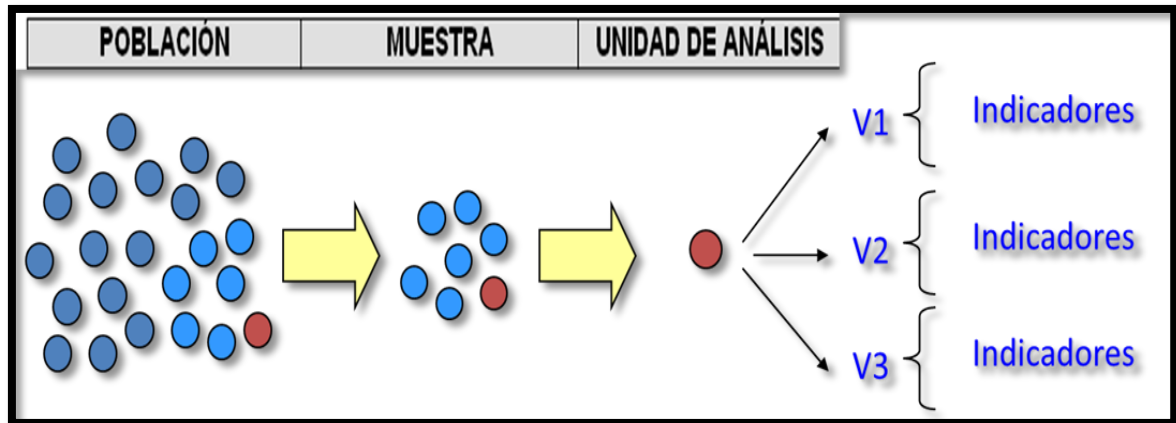 POBLACIÓN MUESTRA UNIDAD DE ANÁLISIS
V1 Indicadores
V2 Indicadores
V3 Indicadores